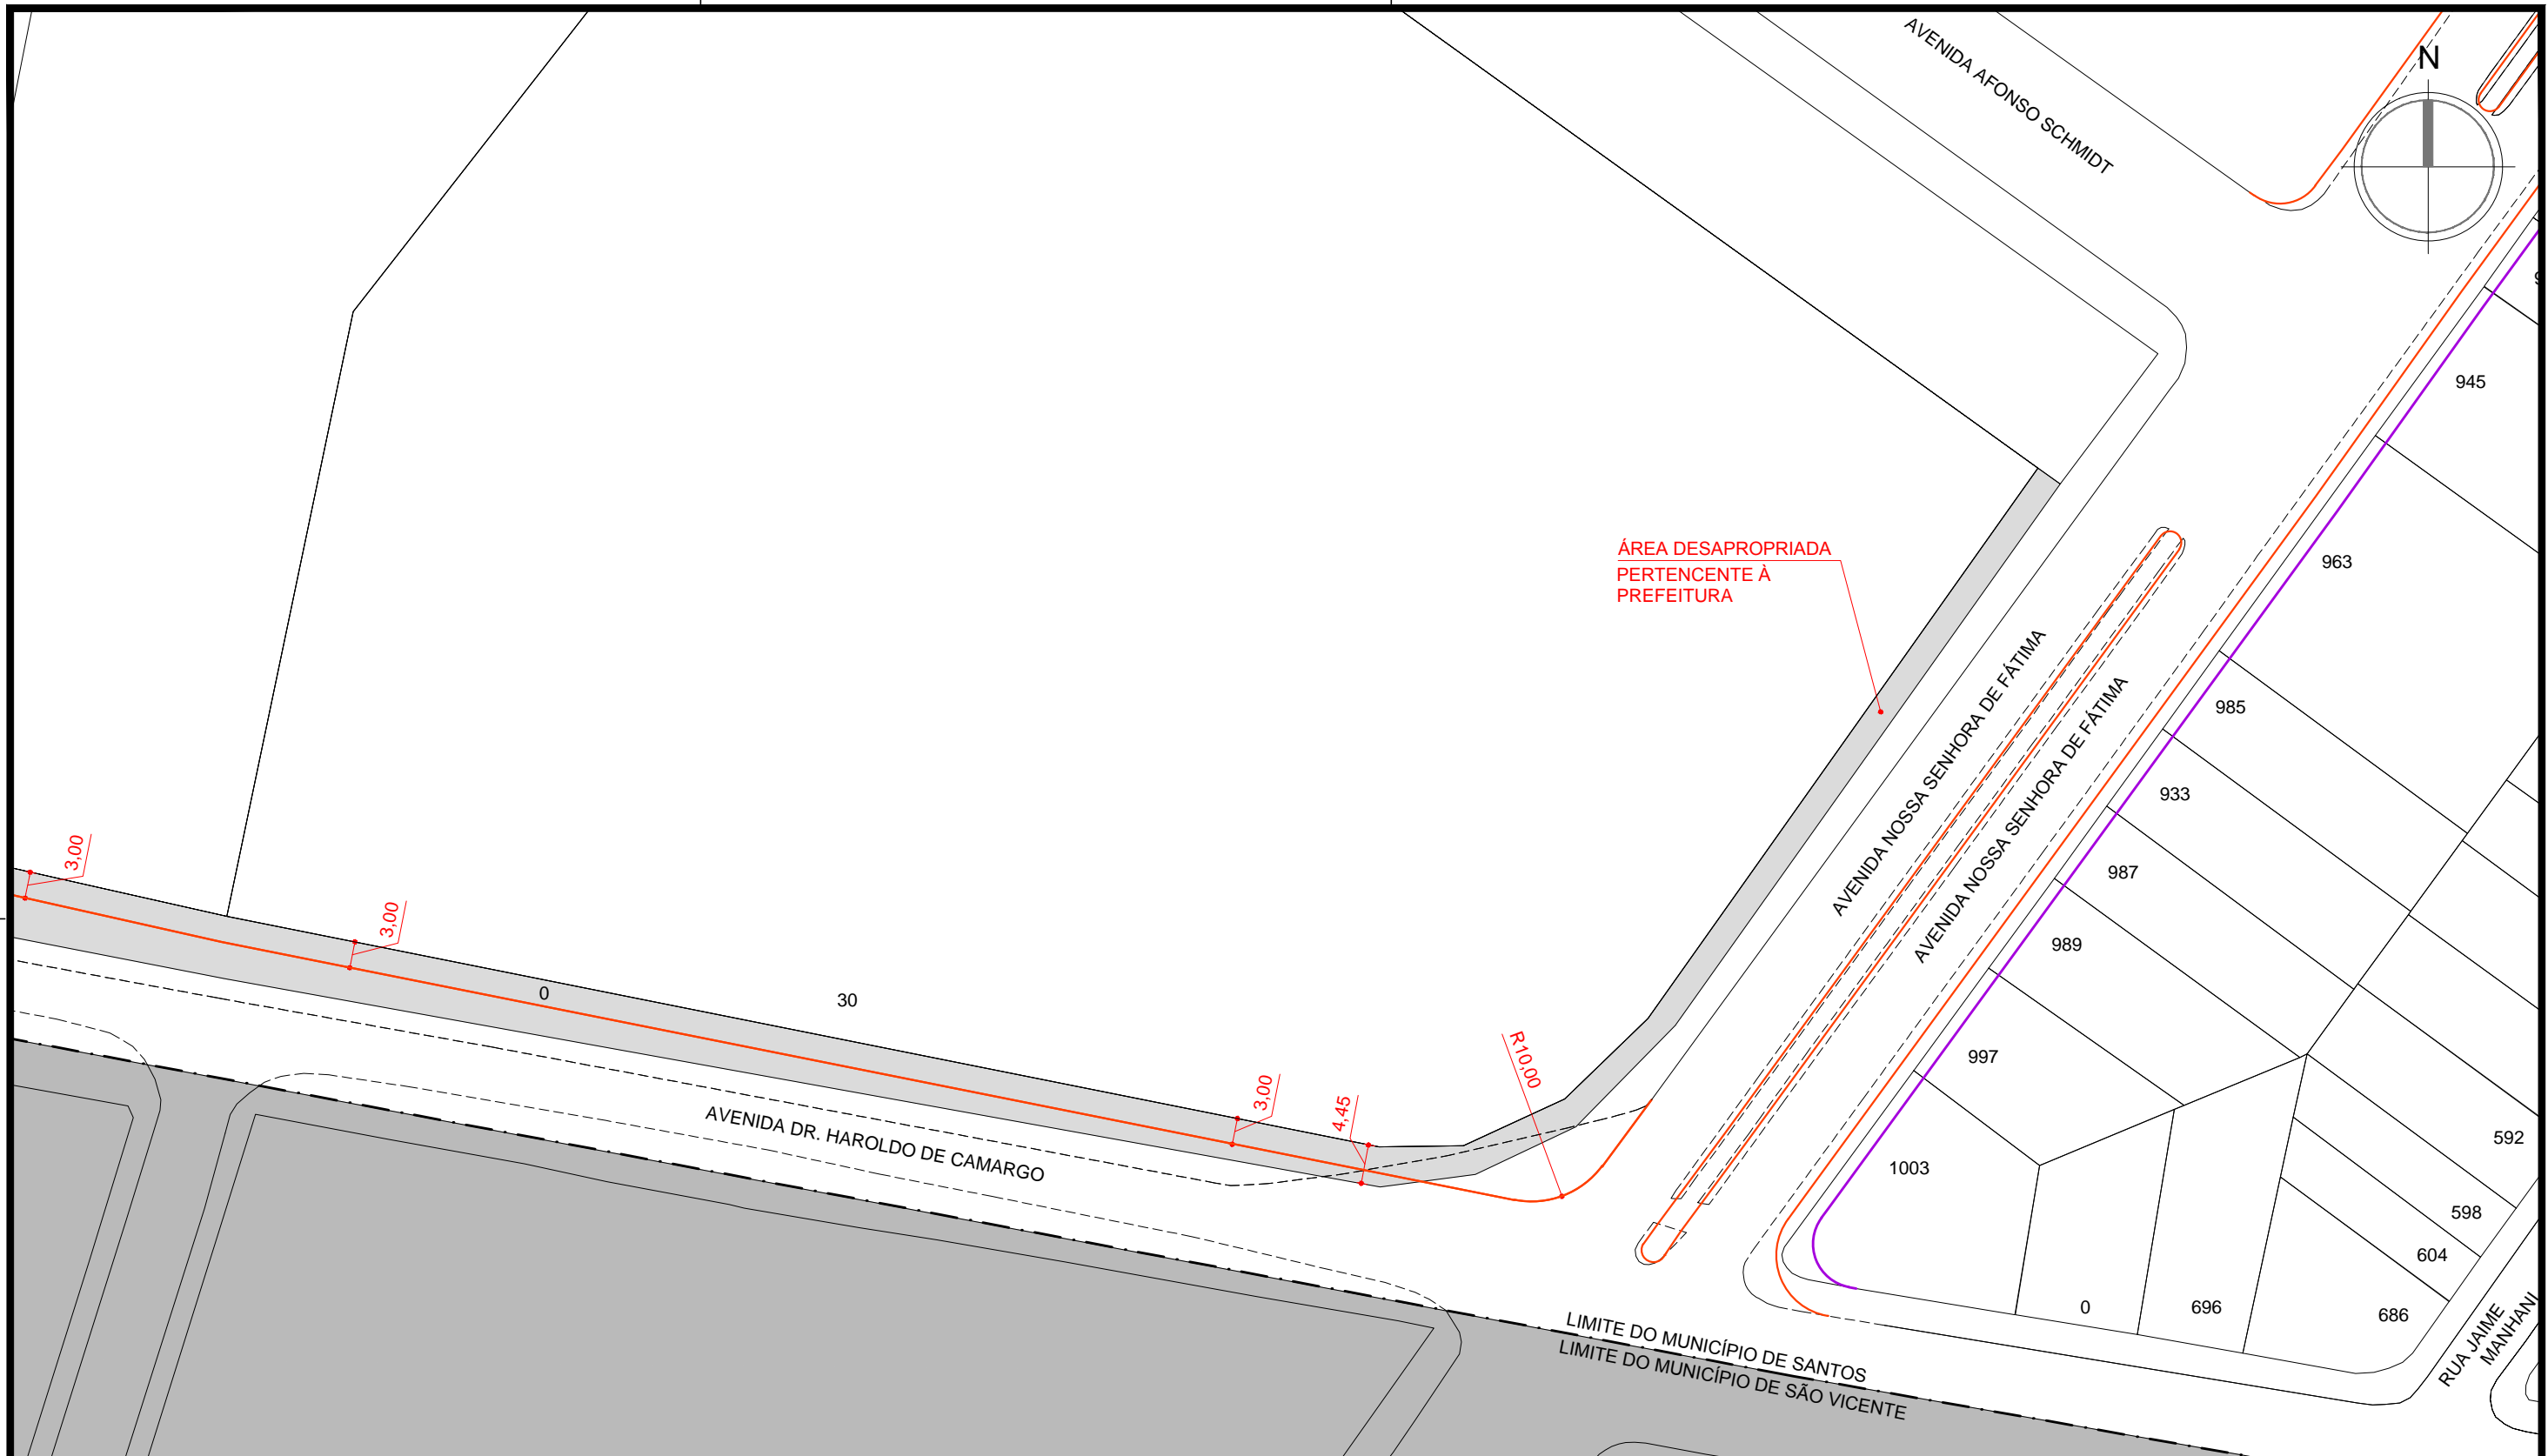 AVENIDA AFONSO SCHMIDT
N
945
ÁREA DESAPROPRIADA
PERTENCENTE À
PREFEITURA
963
AVENIDA NOSSA SENHORA DE FÁTIMA
AVENIDA NOSSA SENHORA DE FÁTIMA
985
933
987
989
997
1003
3,00
3,00
0
30
3,00
4,45
R10,00
AVENIDA DR. HAROLDO DE CAMARGO
592
598
604
0
696
686
LIMITE DO MUNICÍPIO DE SANTOS
LIMITE DO MUNICÍPIO DE SÃO VICENTE
RUA JAIME
MANHANI